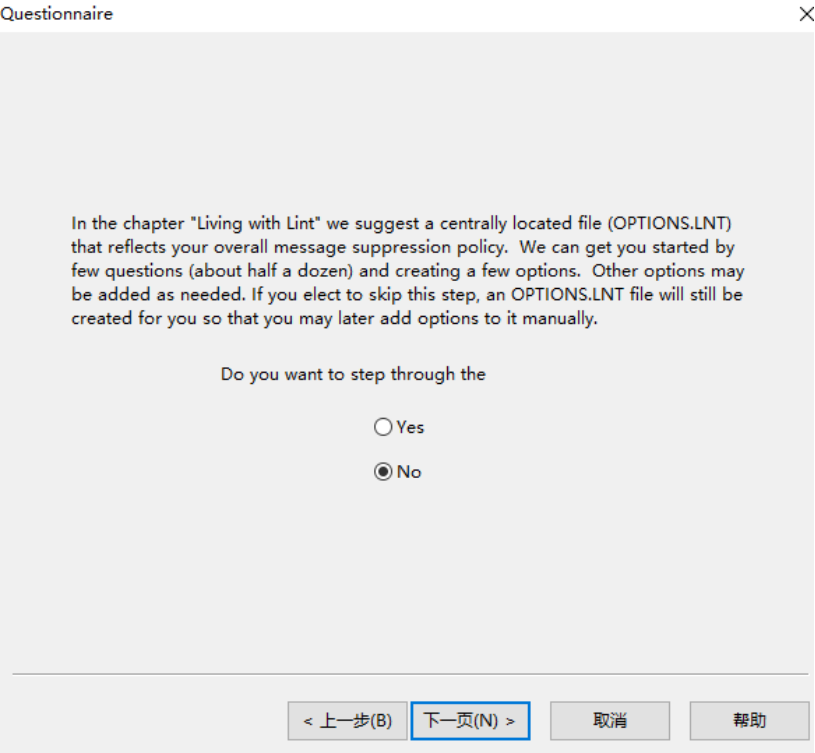 Questionnaire
In the chapter "Living with Lint" we suggest a centrally located file (OPTIONS.LNT)
that reflects your overall message suppression policy.  We can get you started by
few questions (about half a dozen) and creating a few options.  Other options may
be added as needed. If you elect to skip this step, an OPTIONS.LNT file will still be
created for you so that you may later add options to it manually.
Do you want to step through the
Yes
No
< 上一步(B) 下一页(N) > 取消 帮助